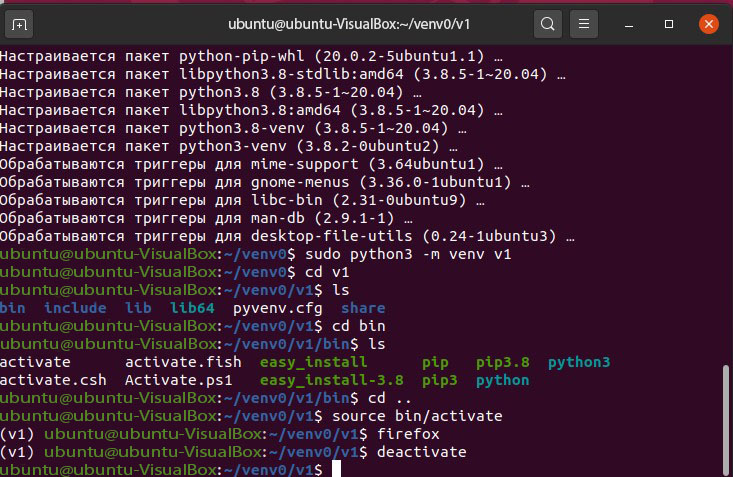 ubuntu@ubuntu-VisualBox:~/venv0/v1
Настраивается пакет python-pip-whl (20.0.2-5ubuntu1.1) …
Настраивается пакет libpython3.8-stdlib:amd64 (3.8.5-1~20.04) …
Настраивается пакет python3.8 (3.8.5-1~20.04) …
Настраивается пакет libpython3.8:amd64 (3.8.5-1~20.04) …
Настраивается пакет python3.8-venv (3.8.5-1~20.04) …
Настраивается пакет python3-venv (3.8.2-0ubuntu2) …
Обрабатываются триггеры для mime-support (3.64ubuntu1) …
Обрабатываются триггеры для gnome-menus (3.36.0-1ubuntu1) …
Обрабатываются триггеры для libc-bin (2.31-0ubuntu9) …
Обрабатываются триггеры для man-db (2.9.1-1) …
Обрабатываются триггеры для desktop-file-utils (0.24-1ubuntu3) …
ubuntu@ubuntu-VisualBox:~/venv0$ sudo python3 -m venv v1
ubuntu@ubuntu-VisualBox:~/venv0$ cd v1
ubuntu@ubuntu-VisualBox:~/venv0/v1$ ls
bin include lib lib64 pyvenv.cfg share
ubuntu@ubuntu-VisualBox:~/venv0/v1$ cd bin
ubuntu@ubuntu-VisualBox:~/venv0/v1/bin$ ls
activate activate.fish easy_install pip pip3.8 python3
activate.csh Activate.ps1 easy_install-3.8 pip3 python
ubuntu@ubuntu-VisualBox:~/venv0/v1/bin$ cd ..
ubuntu@ubuntu-VisualBox:~/venv0/v1$ source bin/activate
(v1) ubuntu@ubuntu-VisualBox:~/venv0/v1$ firefox
(v1) ubuntu@ubuntu-VisualBox:~/venv0/v1$ deactivate
ubuntu@ubuntu-VisualBox:~/venv0/v1$